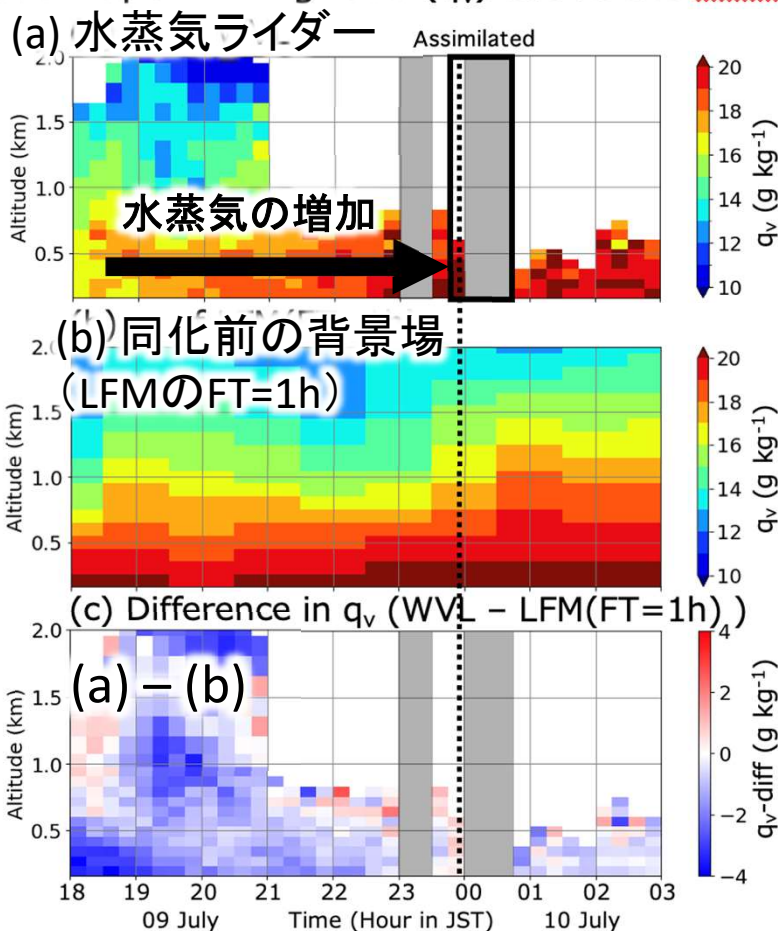 (a) 水蒸気ライダー
Assimilated
2.0
1.5
1.0
0.5
Altitude (km)
水蒸気の増加
20
18
16
14
12
10
qᵥ (g kg⁻¹)
(b) 同化前の背景場
（LFMのFT=1h）
2.0
1.5
1.0
0.5
Altitude (km)
20
18
16
14
12
10
qᵥ (g kg⁻¹)
(c) Difference in qᵥ (WVL – LFM(FT=1h) )
(a) – (b)
2.0
1.5
1.0
0.5
Altitude (km)
4
2
0
−2
−4
qᵥ-diff (g kg⁻¹)
18 19 20 21 22 23 00 01 02 03
09 July Time (Hour in JST) 10 July